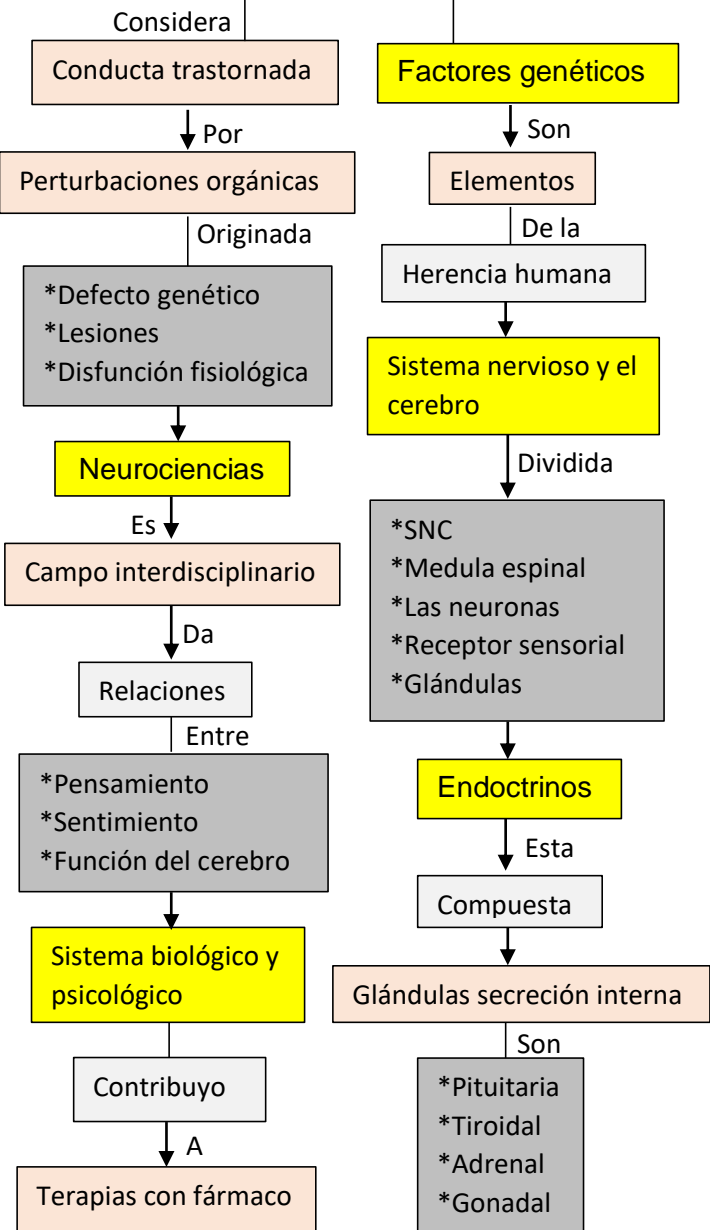 Considera
Conducta trastornada
Por
Perturbaciones orgánicas
Originada
*Defecto genético
*Lesiones
*Disfunción fisiológica
Neurociencias
Es
Campo interdisciplinario
Da
Relaciones
Entre
*Pensamiento
*Sentimiento
*Función del cerebro
Sistema biológico y
psicológico
Contribuyo
A
Terapias con fármaco
Factores genéticos
Son
Elementos
De la
Herencia humana
Sistema nervioso y el
cerebro
Dividida
*SNC
*Medula espinal
*Las neuronas
*Receptor sensorial
*Glándulas
Endoctrinos
Esta
Compuesta
Glándulas secreción interna
Son
*Pituitaria
*Tiroidal
*Adrenal
*Gonadal